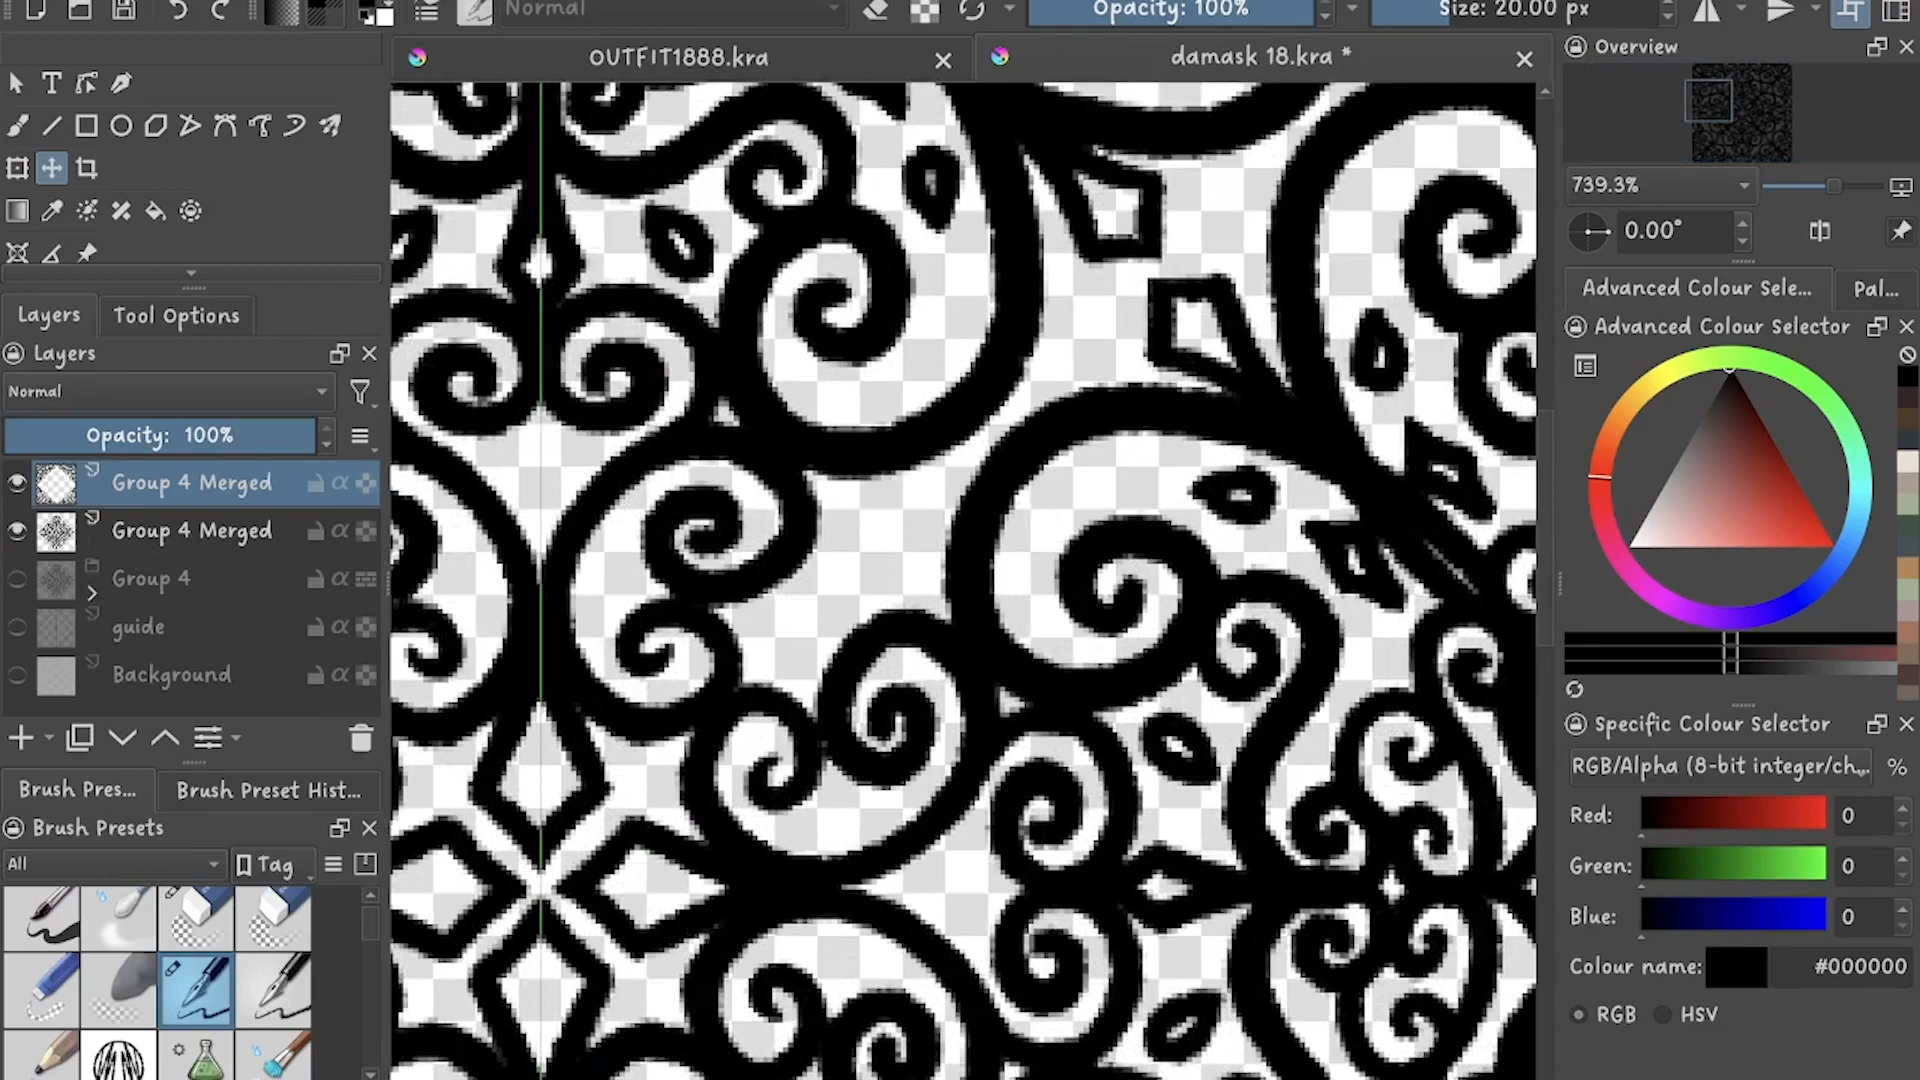 Normal
Opacity: 100%
Size: 20.00 px
OUTFIT1888.kra
damask 18.kra *
Overview
739.3%
0.00°
Layers
Tool Options
Layers
Normal
Opacity: 100%
Group 4 Merged
Group 4 Merged
Group 4
guide
Background
Brush Pres...
Brush Preset Hist...
Brush Presets
All
Tag
Advanced Colour Sele...
Pal...
Advanced Colour Selector
Specific Colour Selector
RGB/Alpha (8-bit integer/ch...
%
Red:
0
Green:
0
Blue:
0
Colour name:
#000000
RGB
HSV